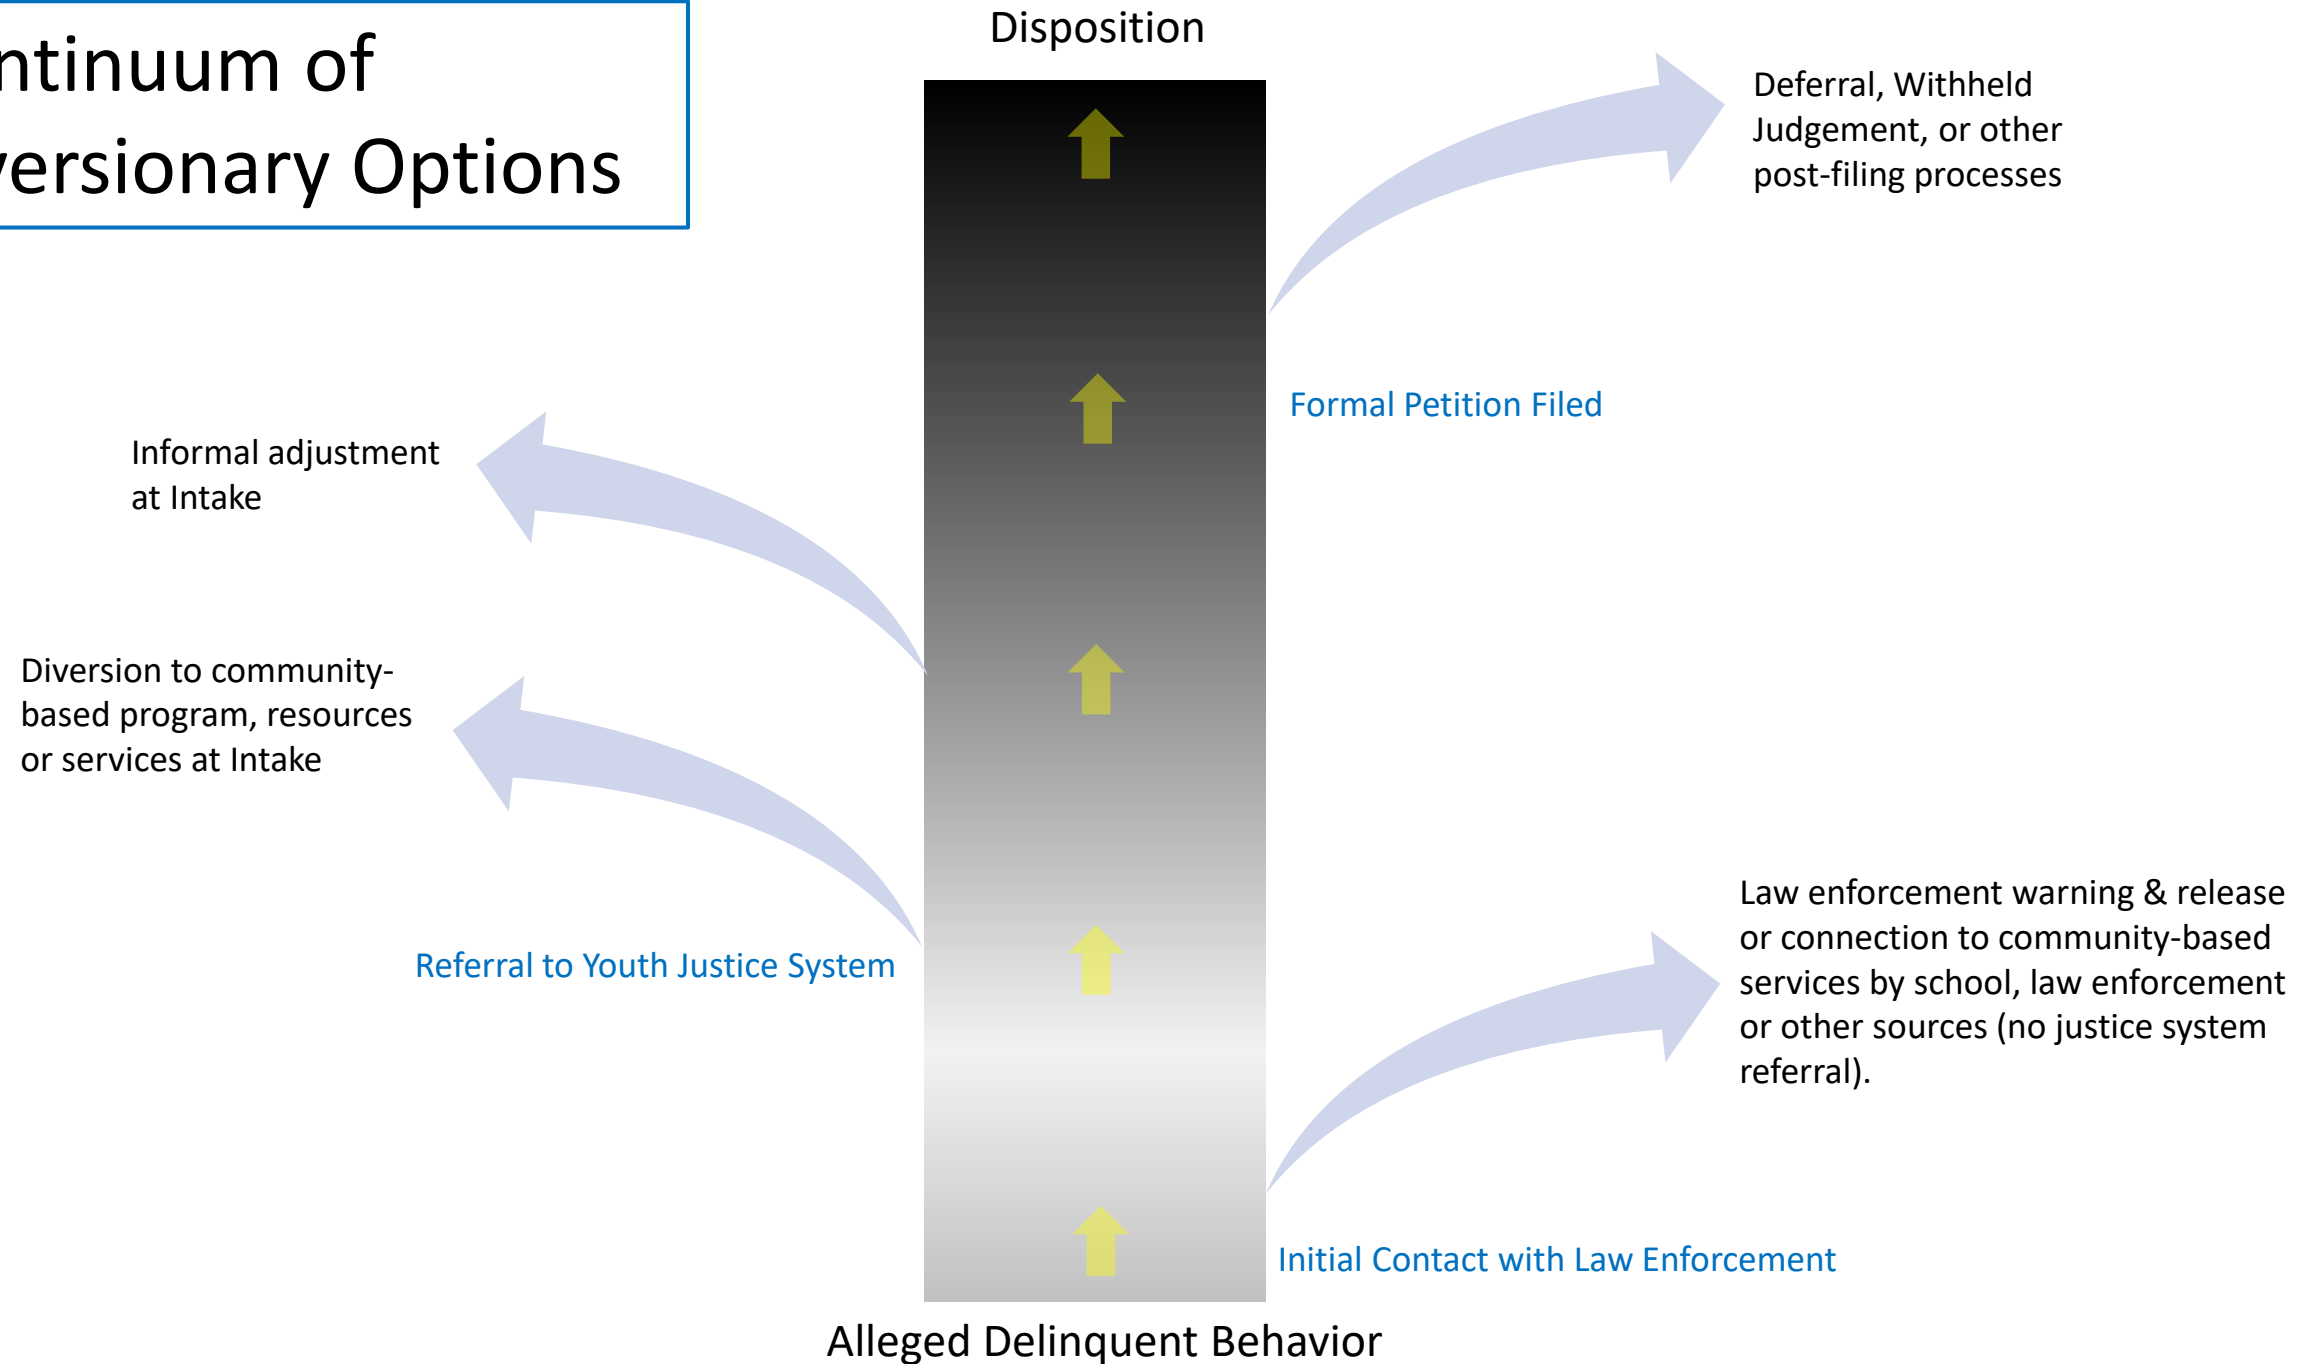 ntinuum of
versionary Options
Disposition
Deferral, Withheld
Judgement, or other
post-filing processes
Formal Petition Filed
Informal adjustment
at Intake
Diversion to community-
based program, resources
or services at Intake
Referral to Youth Justice System
Law enforcement warning & release
or connection to community-based
services by school, law enforcement
or other sources (no justice system
referral).
Initial Contact with Law Enforcement
Alleged Delinquent Behavior